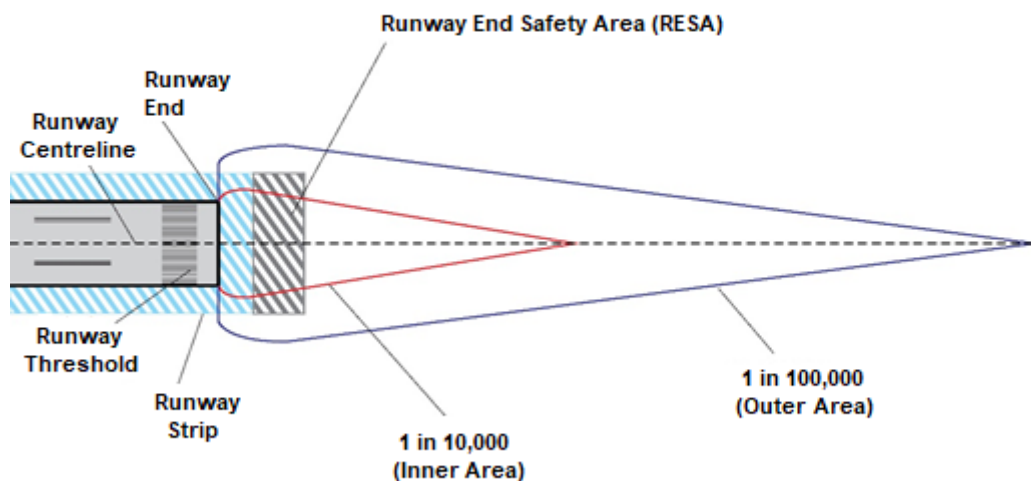 Runway End Safety Area (RESA)
Runway
End
Runway
Centreline
Runway
Threshold
Runway
Strip
1 in 10,000
(Inner Area)
1 in 100,000
(Outer Area)